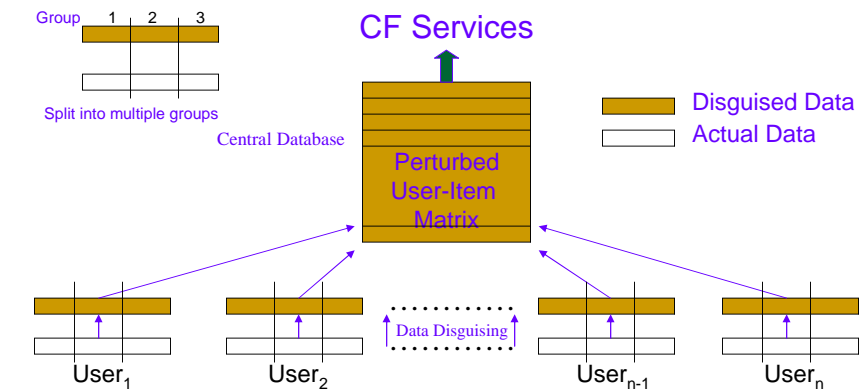 Group 1 2 3
CF Services
Split into multiple groups
Disguised Data
Actual Data
Central Database
Perturbed
User-Item
Matrix
Data Disguising
User1
User2
Usern-1
Usern